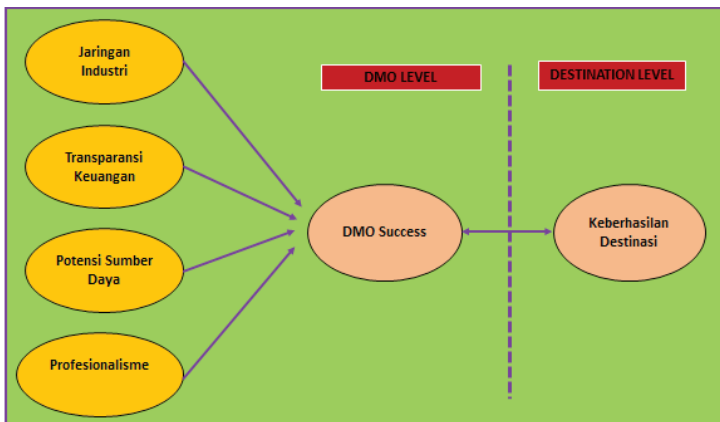 Jaringan
Industri
DMO LEVEL
DESTINATION LEVEL
Transparansi
Keuangan
DMO Success
Keberhasilan
Destinasi
Potensi Sumber
Daya
Profesionalisme